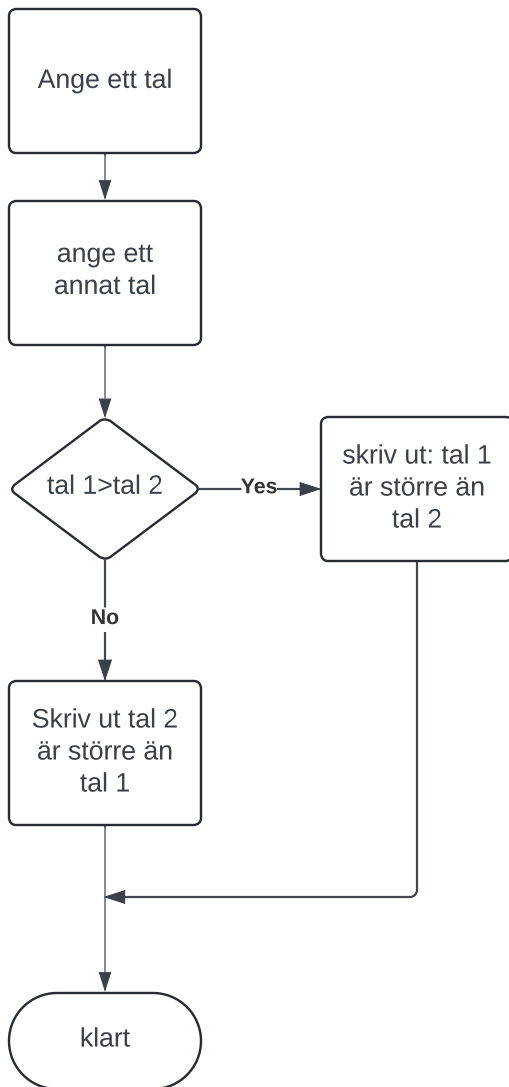 Ange ett tal
ange ett
annat tal
tal 1>tal 2
Yes
skriv ut: tal 1
är större än
tal 2
No
Skriv ut tal 2
är större än
tal 1
klart